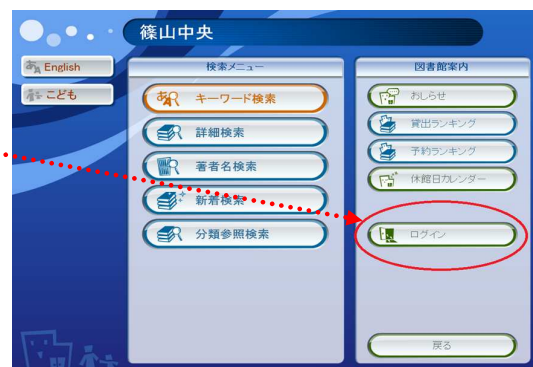 篠山中央
English
こども
検索メニュー
キーワード検索
詳細検索
著者名検索
新着検索
分類参照検索
図書館案内
おしらせ
貸出ランキング
予約ランキング
休館日カレンダー
ログイン
戻る